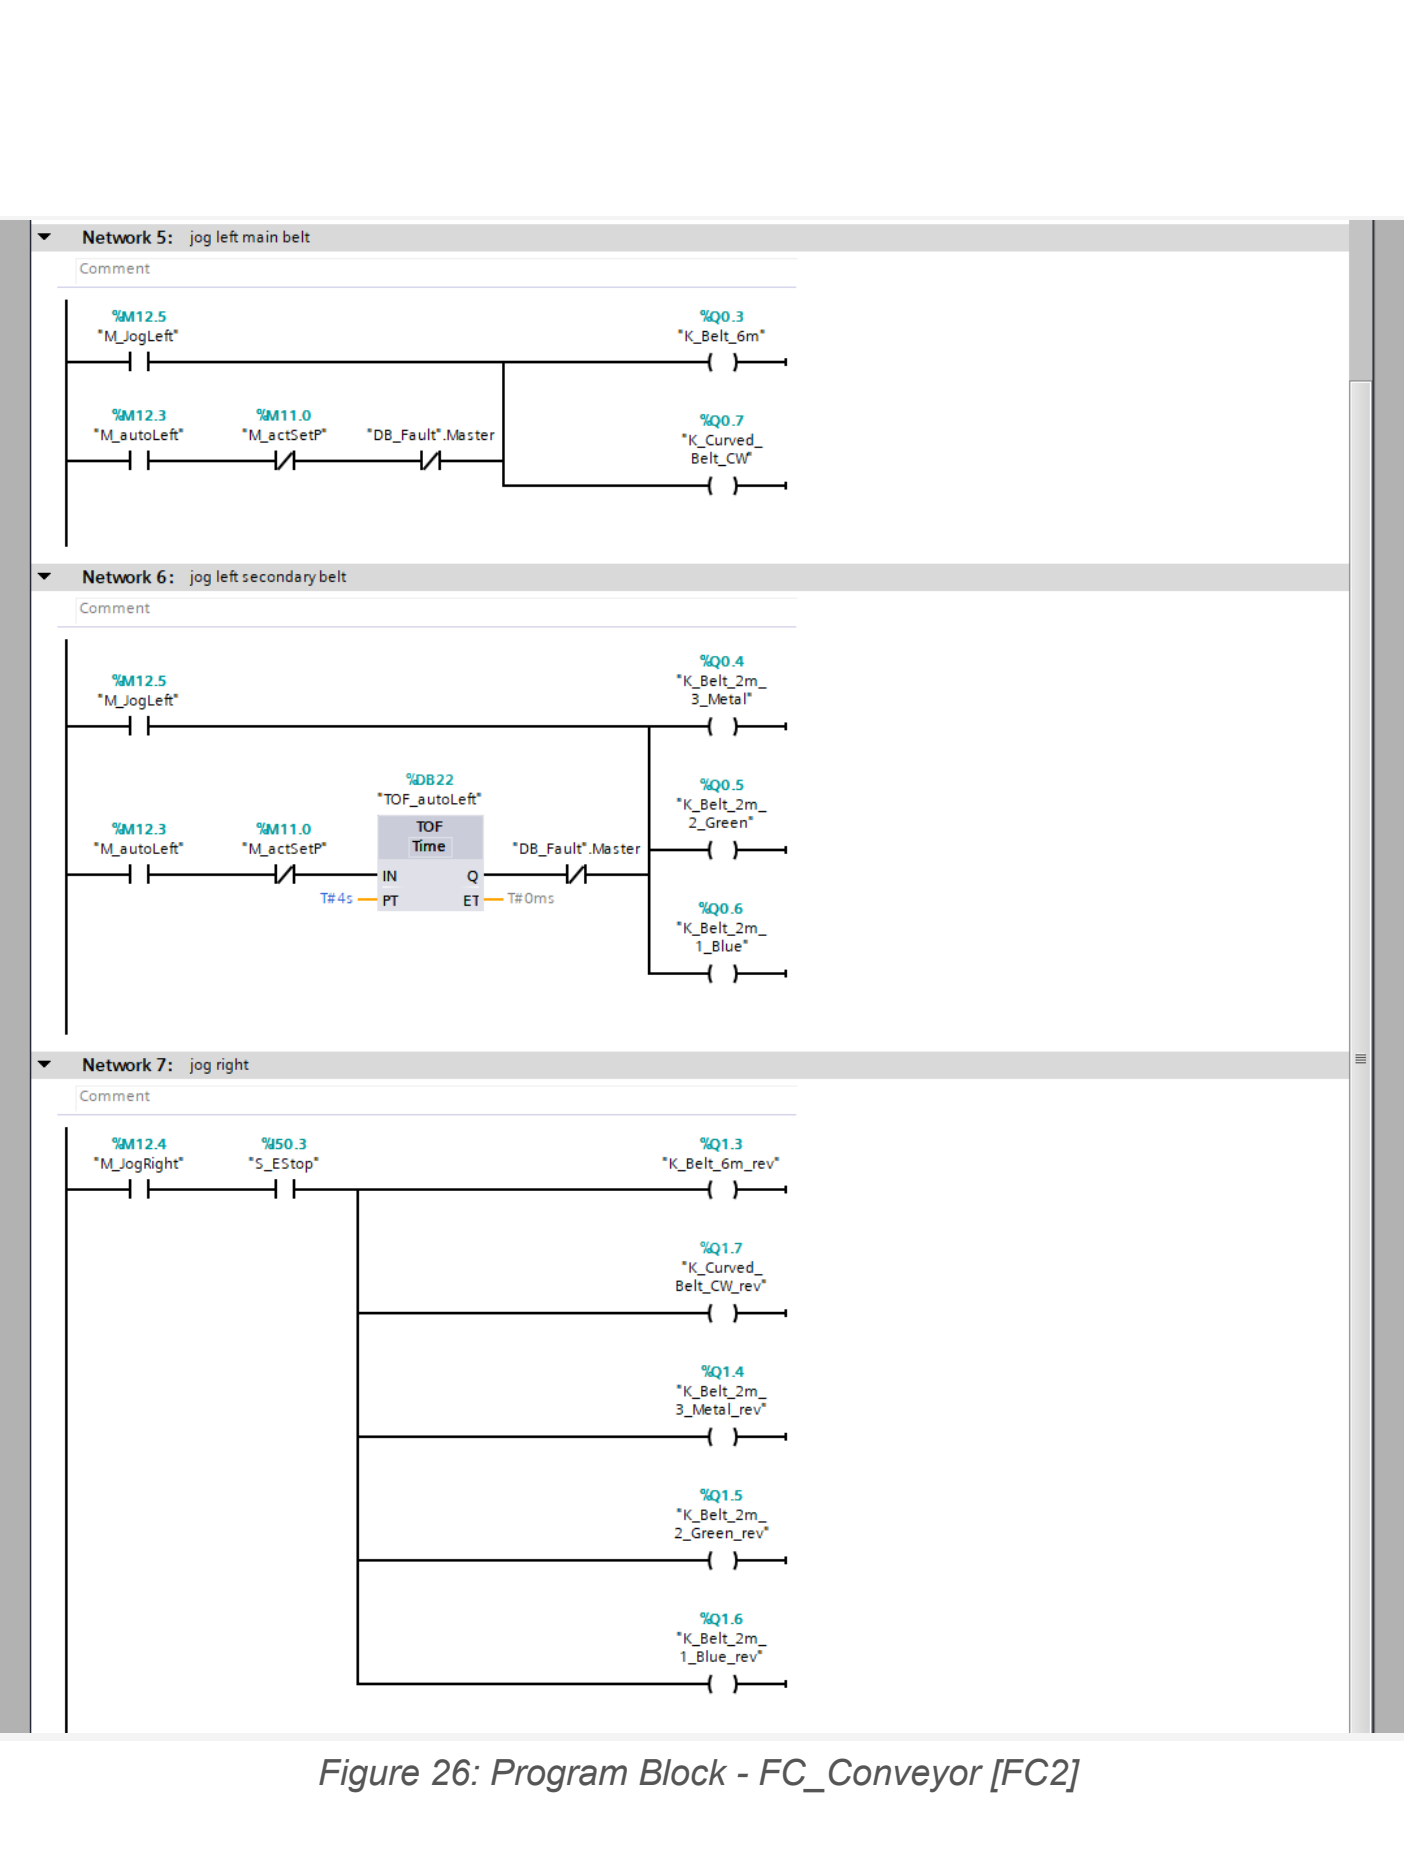 Network 5: jog left main belt
Comment
%M12.5
"M_JogLeft"
%Q0.3
"K_Belt_6m"
%M12.3
"M_autoLeft"
%M11.0
"M_actSetP"
"DB_Fault".Master
%Q0.7
"K_Curved_
Belt_CW"
Network 6: jog left secondary belt
Comment
%M12.5
"M_JogLeft"
%Q0.4
"K_Belt_2m_
3_Metal"
%Q0.5
"K_Belt_2m_
2_Green"
%DB22
"TOF_autoLeft"
TOF
Time
%M12.3
"M_autoLeft"
%M11.0
"M_actSetP"
IN Q
T#4s PT ET T#0ms
"DB_Fault".Master
%Q0.6
"K_Belt_2m_
1_Blue"
Network 7: jog right
Comment
%M12.4
"M_JogRight"
%I50.3
"S_EStop"
%Q1.3
"K_Belt_6m_rev"
%Q1.7
"K_Curved_
Belt_CW_rev"
%Q1.4
"K_Belt_2m_
3_Metal_rev"
%Q1.5
"K_Belt_2m_
2_Green_rev"
%Q1.6
"K_Belt_2m_
1_Blue_rev"
Figure 26: Program Block - FC_Conveyor [FC2]